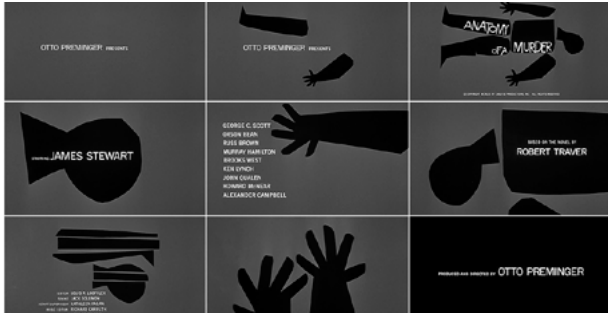 OTTO PREMINGER PRESENTS
OTTO PREMINGER PRESENTS
ANATOMY
OF A MURDER
STARRING JAMES STEWART
GEORGE C. SCOTT
ORSON BEAN
RUSS BROWN
MURRAY HAMILTON
BROOKS WEST
KEN LYNCH
JOHN QUALEN
HOWARD
ALEXANDER CAMPBELL
BASED ON THE NOVEL BY
ROBERT TRAVER
PRODUCED AND DIRECTED BY OTTO PREMINGER